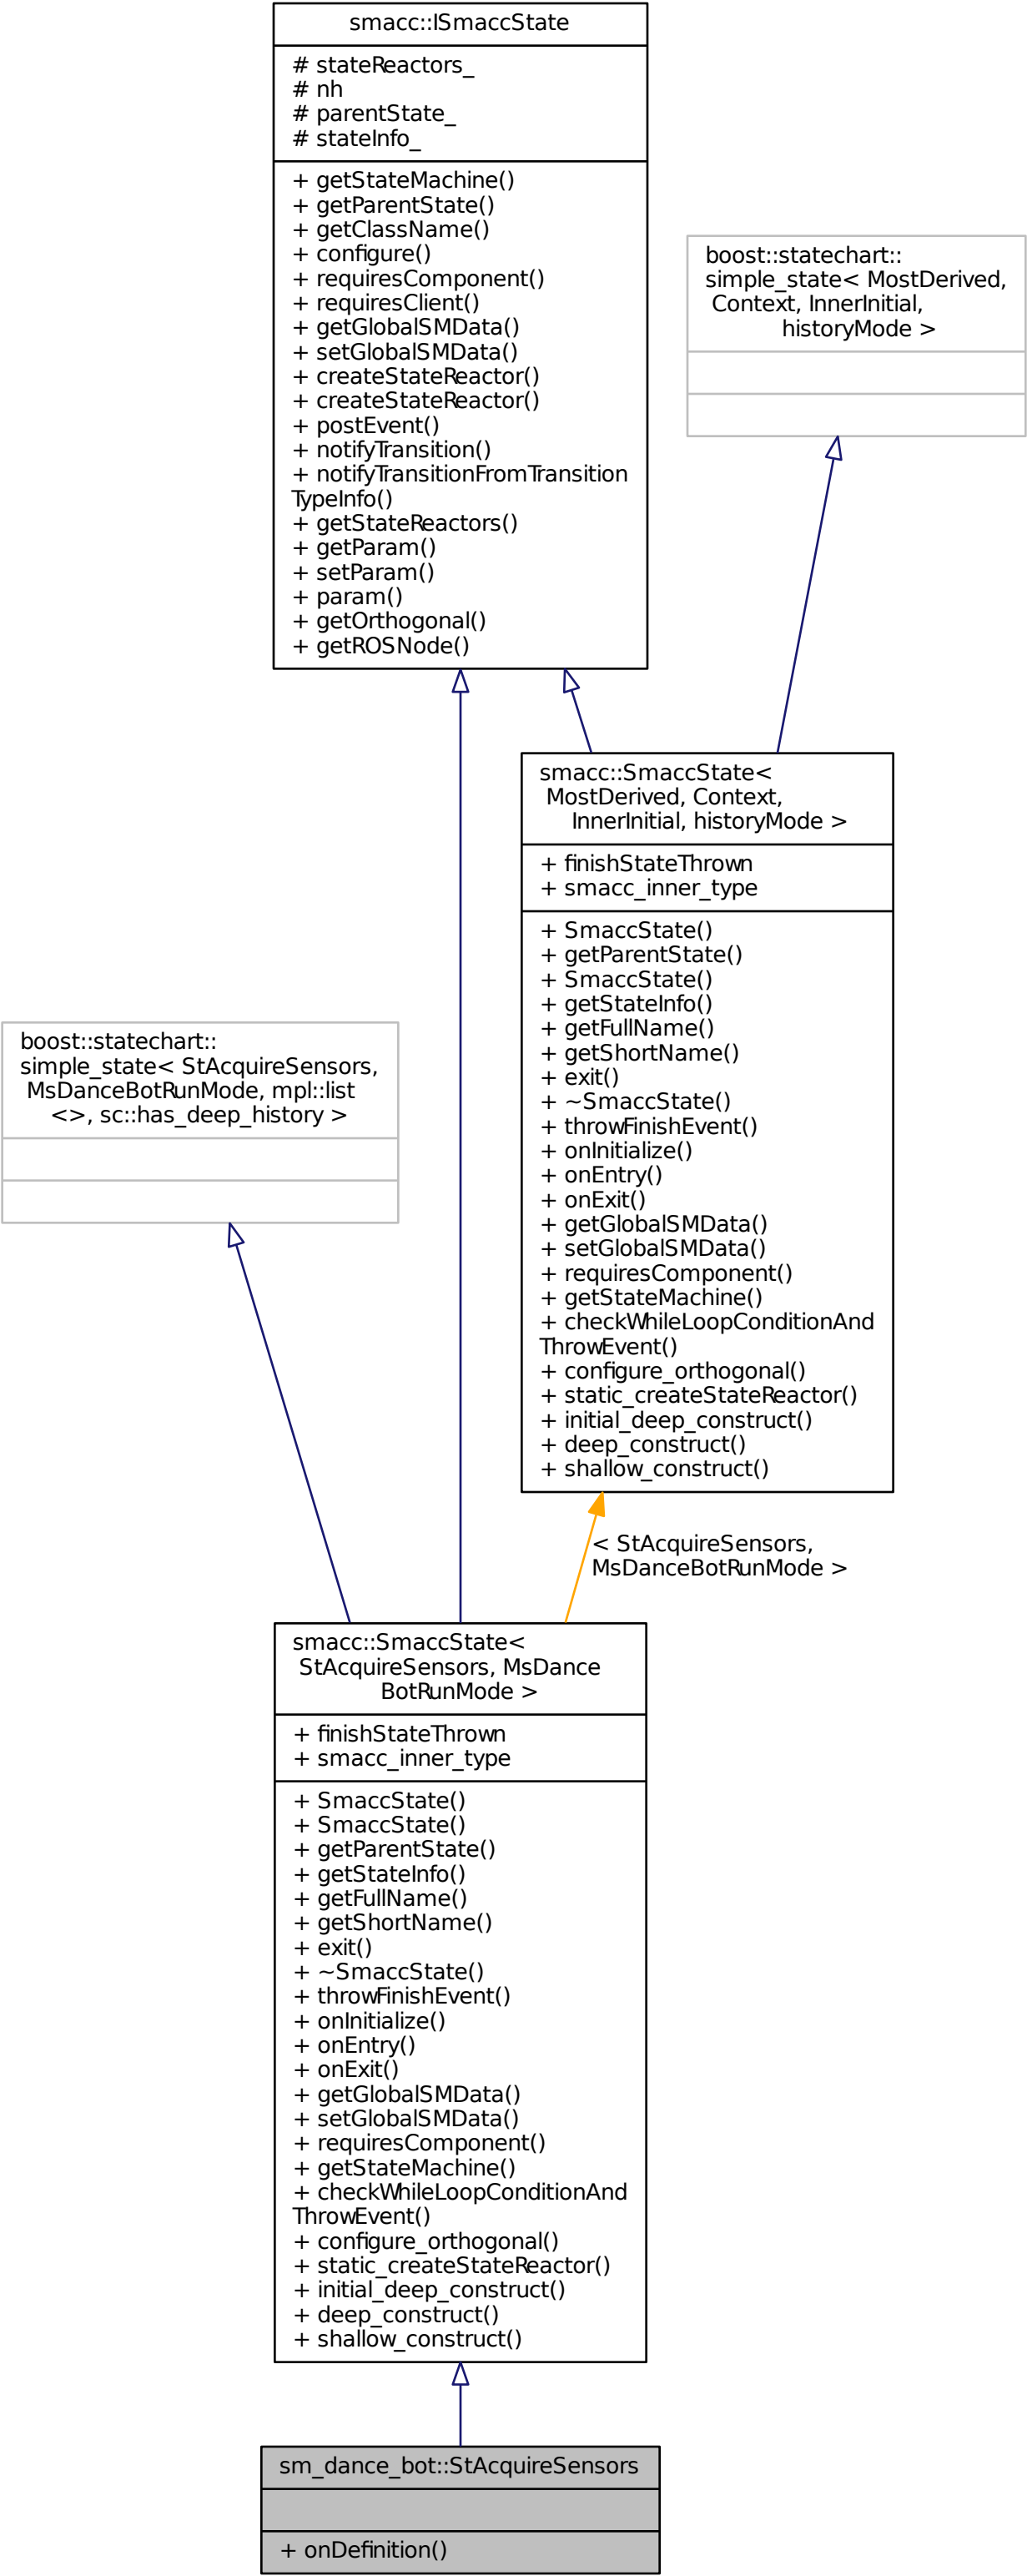 smacc::ISmaccState
# stateReactors_
# nh
# parentState_
# stateInfo_
+ getStateMachine()
+ getParentState()
+ getClassName()
+ configure()
+ requiresComponent()
+ requiresClient()
+ getGlobalSMData()
+ setGlobalSMData()
+ createStateReactor()
+ createStateReactor()
+ postEvent()
+ notifyTransition()
+ notifyTransitionFromTransition
TypeInfo()
+ getStateReactors()
+ getParam()
+ setParam()
+ param()
+ getOrthogonal()
+ getROSNode()
boost::statechart::
simple_state< MostDerived,
Context, InnerInitial,
historyMode >
smacc::SmaccState<
MostDerived, Context,
InnerInitial, historyMode >
+ finishStateThrown
+ smacc_inner_type
+ SmaccState()
+ getParentState()
+ SmaccState()
+ getStateInfo()
+ getFullName()
+ getShortName()
+ exit()
+ ~SmaccState()
+ throwFinishEvent()
+ onInitialize()
+ onEntry()
+ onExit()
+ getGlobalSMData()
+ setGlobalSMData()
+ requiresComponent()
+ getStateMachine()
+ checkWhileLoopConditionAnd
ThrowEvent()
+ configure_orthogonal()
+ static_createStateReactor()
+ initial_deep_construct()
+ deep_construct()
+ shallow_construct()
boost::statechart::
simple_state< StAcquireSensors,
MsDanceBotRunMode, mpl::list
<>, sc::has_deep_history >
< StAcquireSensors,
MsDanceBotRunMode >
smacc::SmaccState<
StAcquireSensors, MsDance
BotRunMode >
+ finishStateThrown
+ smacc_inner_type
+ SmaccState()
+ SmaccState()
+ getParentState()
+ getStateInfo()
+ getFullName()
+ getShortName()
+ exit()
+ ~SmaccState()
+ throwFinishEvent()
+ onInitialize()
+ onEntry()
+ onExit()
+ getGlobalSMData()
+ setGlobalSMData()
+ requiresComponent()
+ getStateMachine()
+ checkWhileLoopConditionAnd
ThrowEvent()
+ configure_orthogonal()
+ static_createStateReactor()
+ initial_deep_construct()
+ deep_construct()
+ shallow_construct()
sm_dance_bot::StAcquireSensors
+ onDefinition()